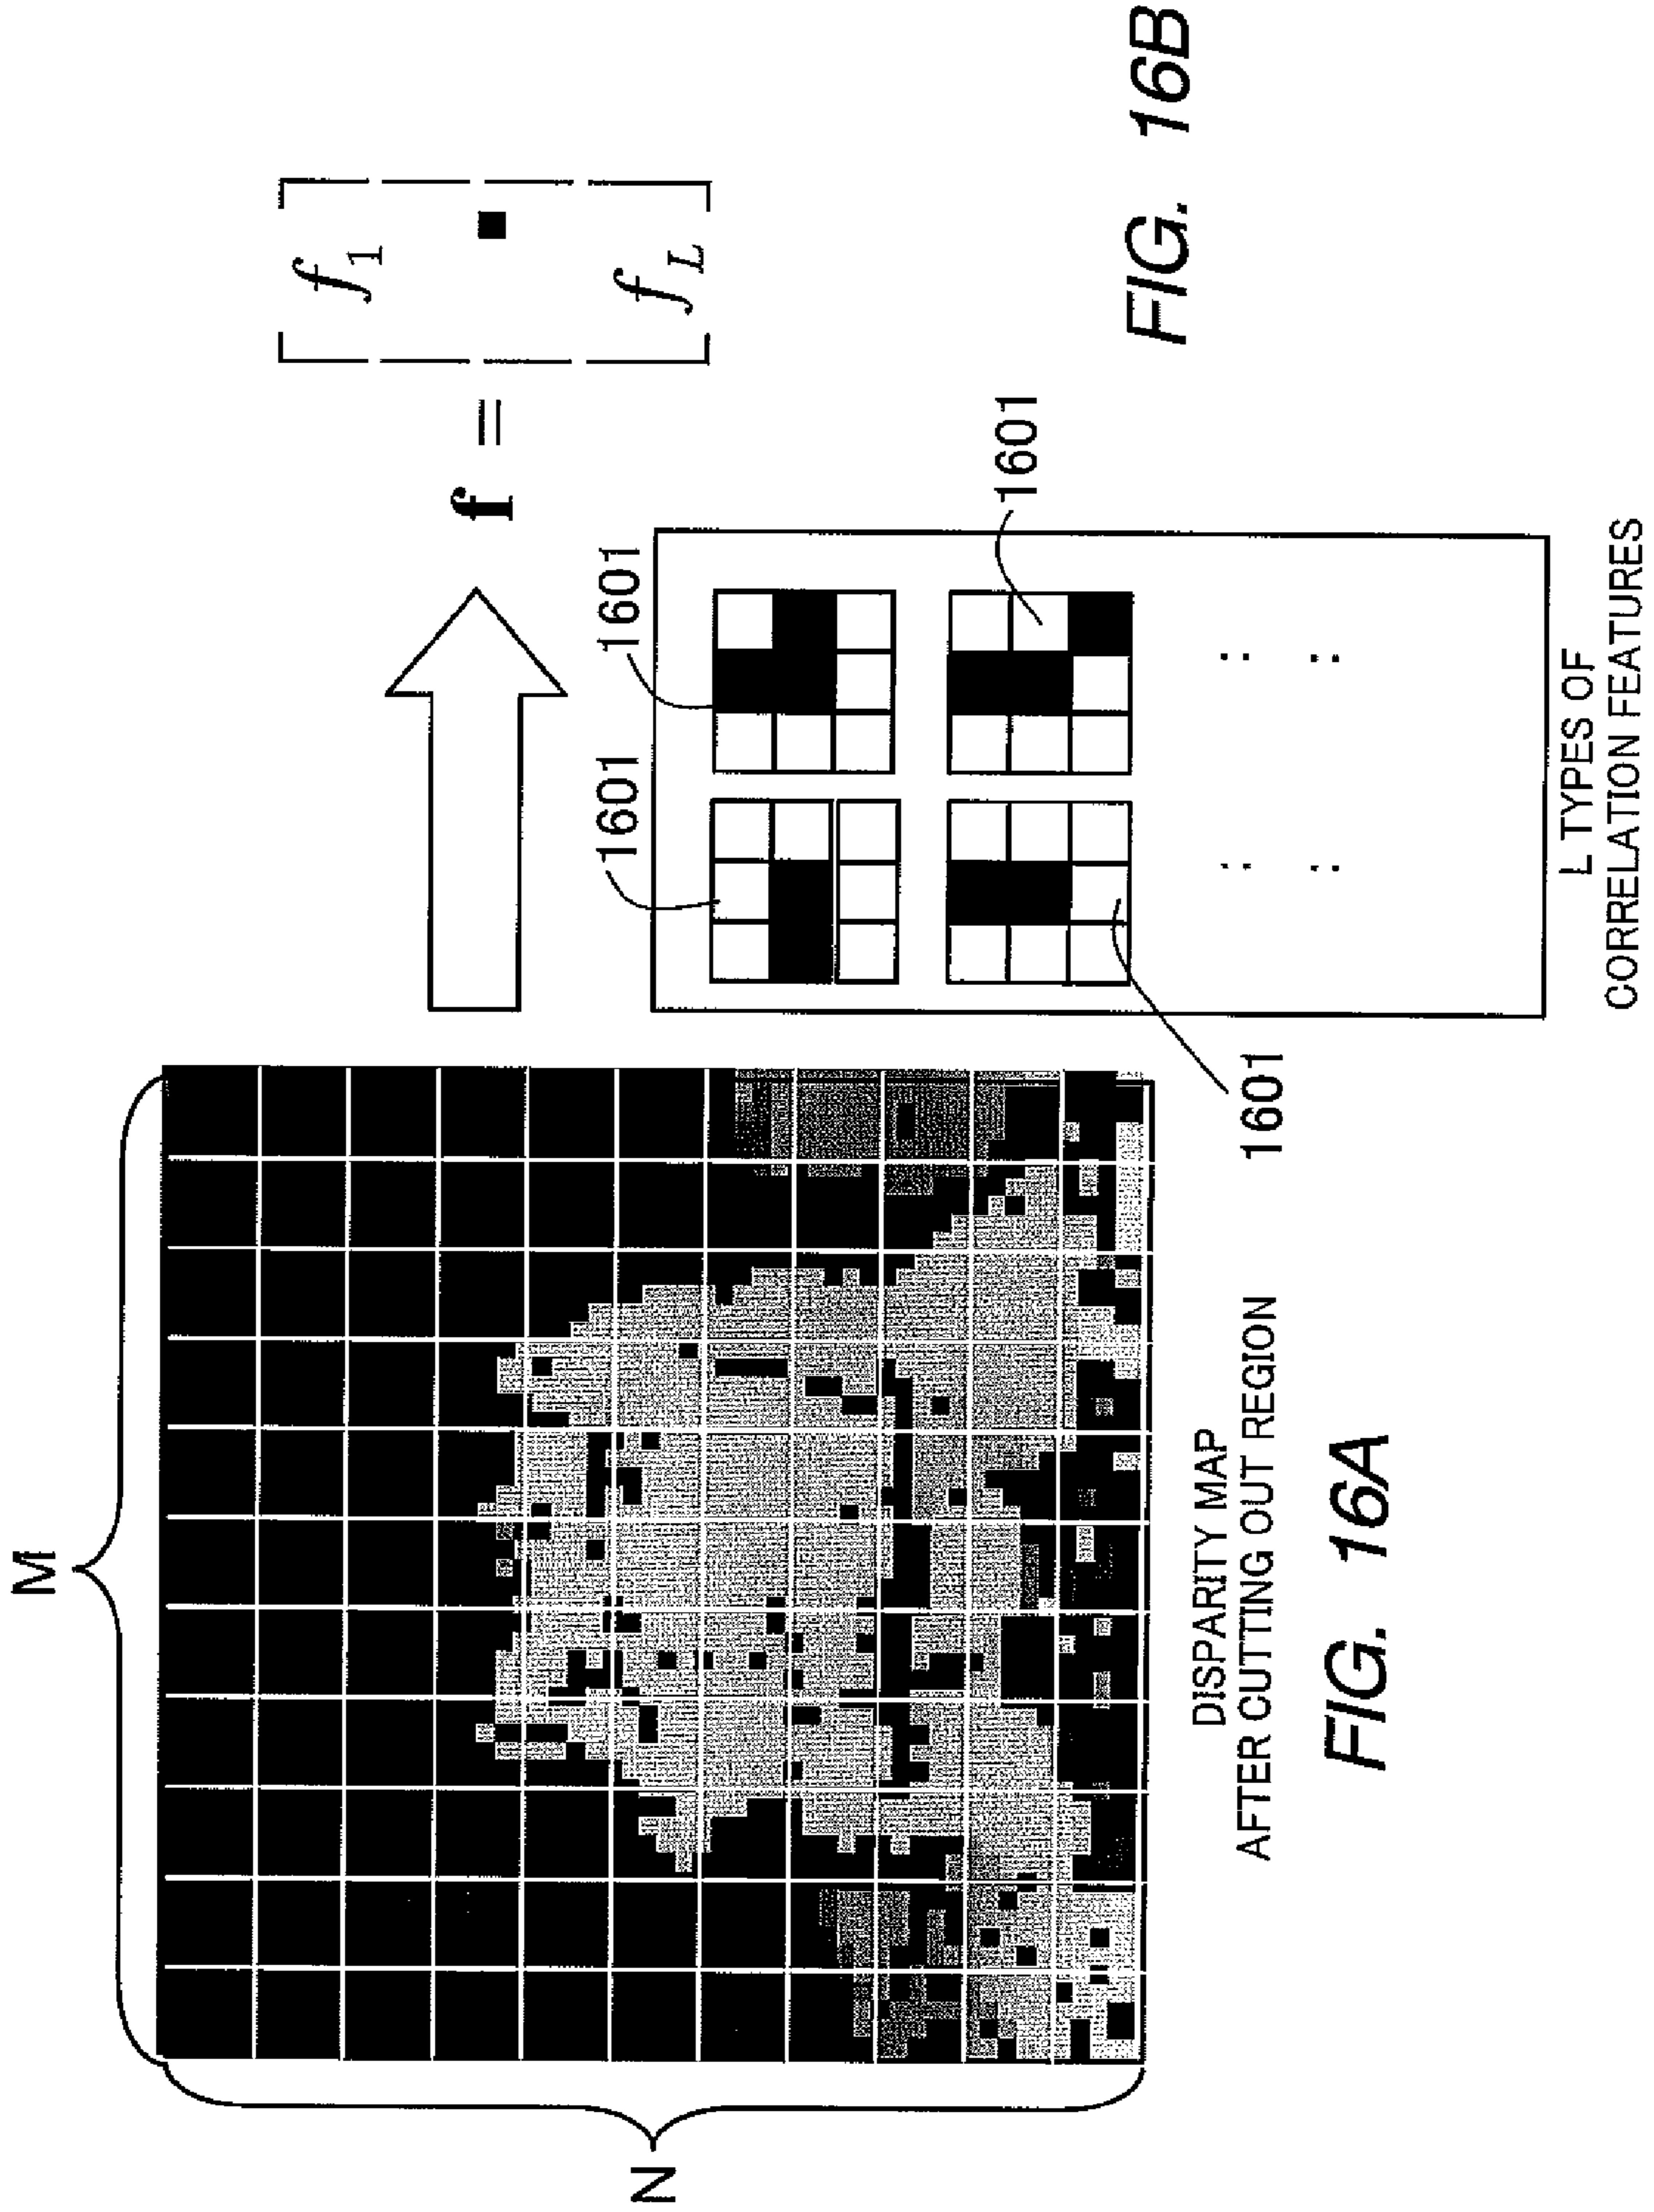 M
N
DISPARITY MAP
AFTER CUTTING OUT REGION
FIG. 16A
f =
f1
fL
1601
1601
1601
1601
L TYPES OF
CORRELATION FEATURES
FIG. 16B